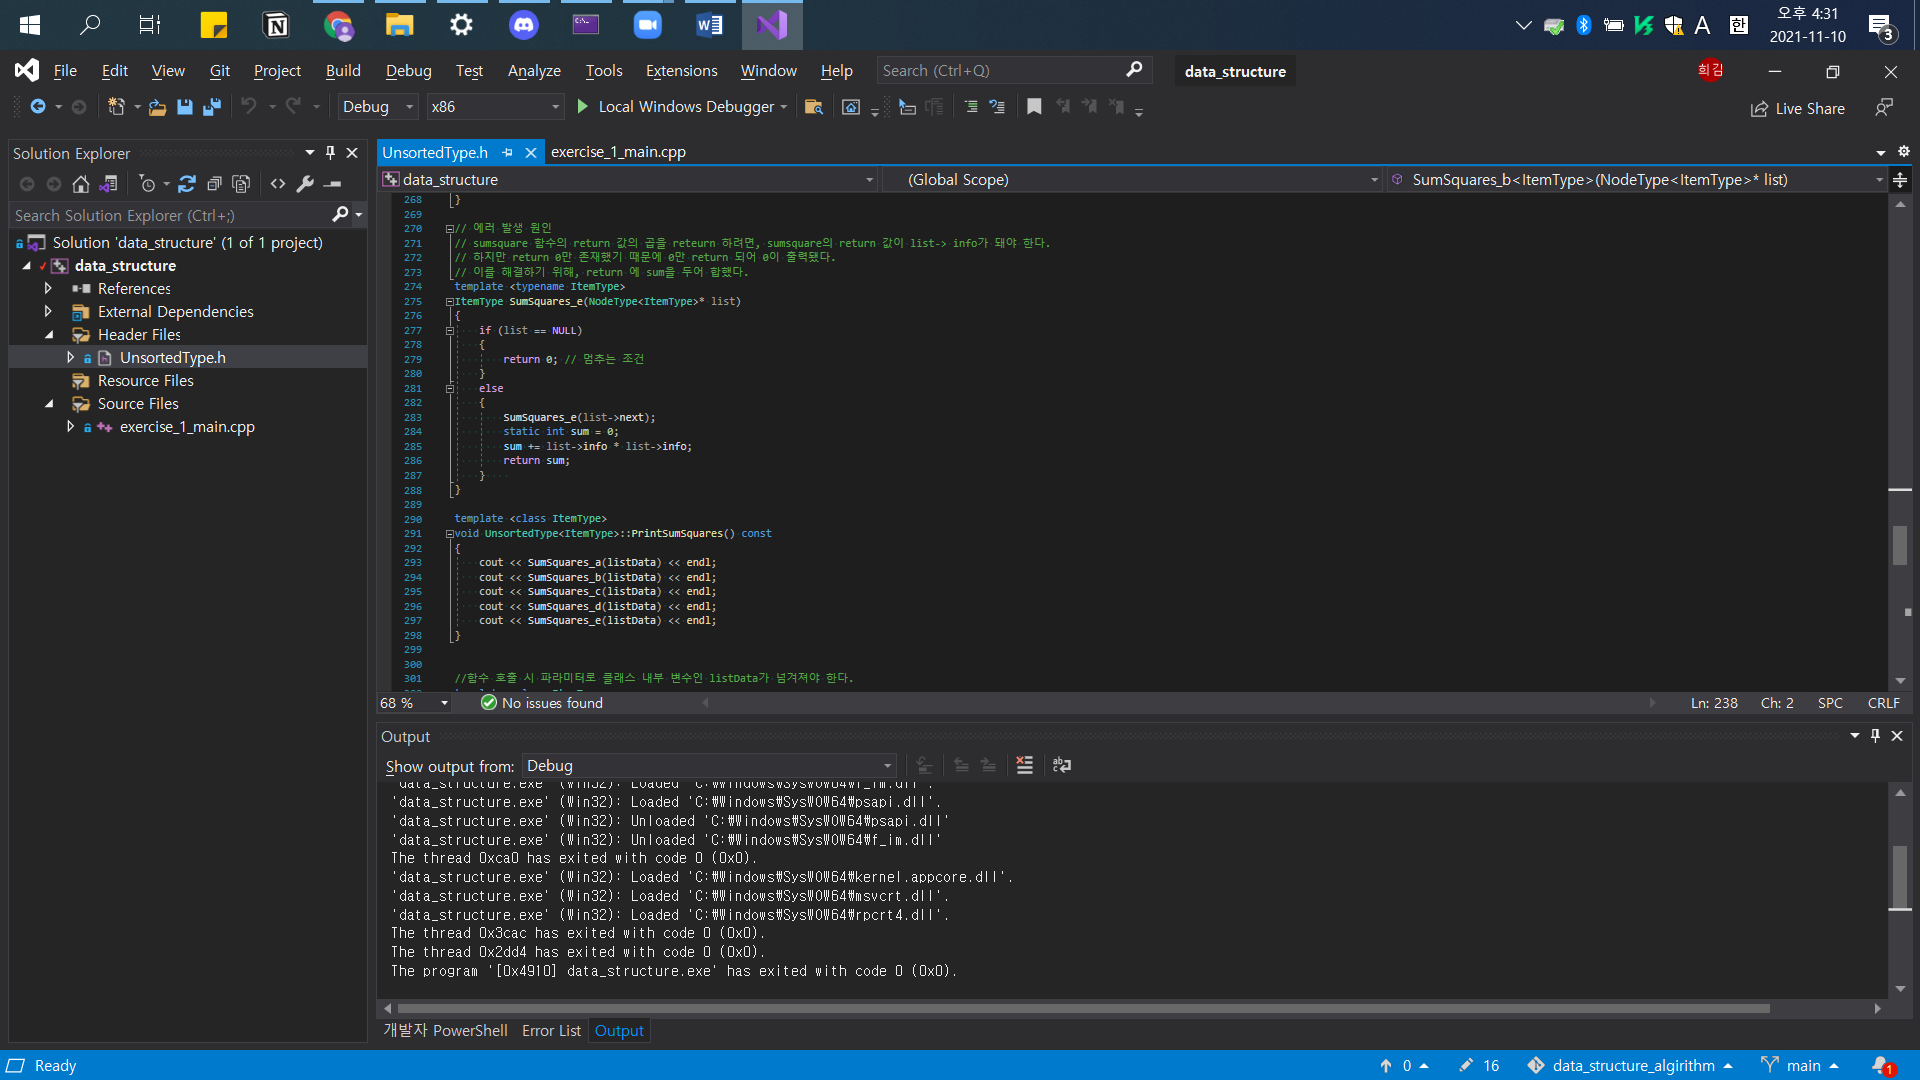 오후 4:31
2021-11-10
A
한
3
File Edit View Git Project Build Debug Test Analyze Tools Extensions Window Help
Search (Ctrl+Q)
data_structure
희김
Debug
x86
Local Windows Debugger
Live Share
Solution Explorer
Search Solution Explorer (Ctrl+;)
Solution 'data_structure' (1 of 1 project)
data_structure
References
External Dependencies
Header Files
UnsortedType.h
Resource Files
Source Files
exercise_1_main.cpp
UnsortedType.h
exercise_1_main.cpp
data_structure
(Global Scope)
SumSquares_b<ItemType>(NodeType<ItemType>* list)
268 }
269
270 // 에러 발생 원인
271 // sumsquare 함수의 return 값의 곱을 reteurn 하려면, sumsquare의 return 값이 list-> info가 돼야 한다.
272 // 하지만 return 0만 존재했기 때문에 0만 return 되어 0이 출력됐다.
273 // 이를 해결하기 위해, return 에 sum을 두어 합했다.
274 template <typename ItemType>
275 ItemType SumSquares_e(NodeType<ItemType>* list)
276 {
277 if (list == NULL)
278 {
279 return 0; // 멈추는 조건
280 }
281 else
282 {
283 SumSquares_e(list->next);
284 static int sum = 0;
285 sum += list->info * list->info;
286 return sum;
287 }
288 }
289
290 template <class ItemType>
291 void UnsortedType<ItemType>::PrintSumSquares() const
292 {
293 cout << SumSquares_a(listData) << endl;
294 cout << SumSquares_b(listData) << endl;
295 cout << SumSquares_c(listData) << endl;
296 cout << SumSquares_d(listData) << endl;
297 cout << SumSquares_e(listData) << endl;
298 }
299
300
301 //함수 호출 시 파라미터로 클래스 내부 변수인 listData가 넘겨져야 한다.
68 %
No issues found
Ln: 238 Ch: 2 SPC CRLF
Output
Show output from: Debug
'data_structure.exe' (Win32): Loaded 'C:₩Windows₩SysWOW64₩f_im.dll'.
'data_structure.exe' (Win32): Loaded 'C:₩Windows₩SysWOW64₩psapi.dll'.
'data_structure.exe' (Win32): Unloaded 'C:₩Windows₩SysWOW64₩psapi.dll'
'data_structure.exe' (Win32): Unloaded 'C:₩Windows₩SysWOW64₩f_im.dll'
The thread 0xca0 has exited with code 0 (0x0).
'data_structure.exe' (Win32): Loaded 'C:₩Windows₩SysWOW64₩kernel.appcore.dll'.
'data_structure.exe' (Win32): Loaded 'C:₩Windows₩SysWOW64₩msvcrt.dll'.
'data_structure.exe' (Win32): Loaded 'C:₩Windows₩SysWOW64₩rpcrt4.dll'.
The thread 0x3cac has exited with code 0 (0x0).
The thread 0x2dd4 has exited with code 0 (0x0).
The program '[0x4910] data_structure.exe' has exited with code 0 (0x0).
개발자 PowerShell Error List Output
Ready
0
16
data_structure_algirithm
main
1